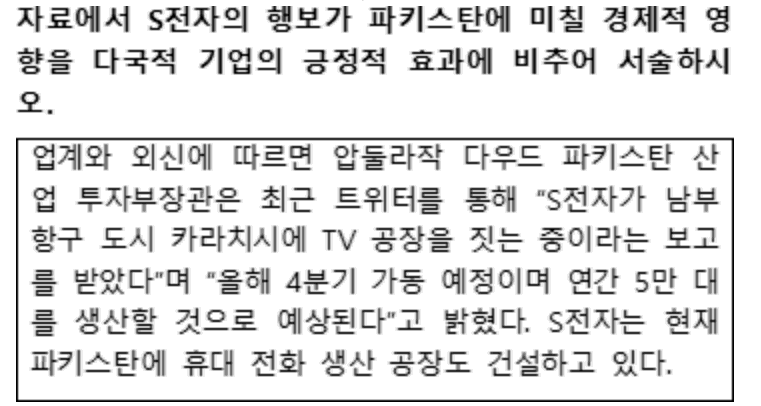 자료에서 S전자의 행보가 파키스탄에 미칠 경제적 영
향을 다국적 기업의 긍정적 효과에 비추어 서술하시
오.
업계와 외신에 따르면 압둘라작 다우드 파키스탄 산
업 투자부장관은 최근 트위터를 통해 “S전자가 남부
항구 도시 카라치시에 TV 공장을 짓는 중이라는 보고
를 받았다”며 “올해 4분기 가동 예정이며 연간 5만 대
를 생산할 것으로 예상된다”고 밝혔다. S전자는 현재
파키스탄에 휴대 전화 생산 공장도 건설하고 있다.